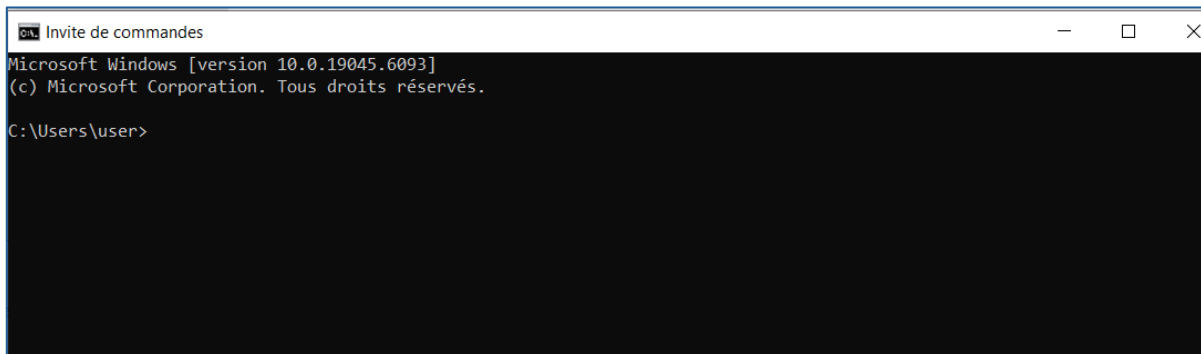 Invite de commandes
Microsoft Windows [version 10.0.19045.6093]
(c) Microsoft Corporation. Tous droits réservés.
C:\Users\user>